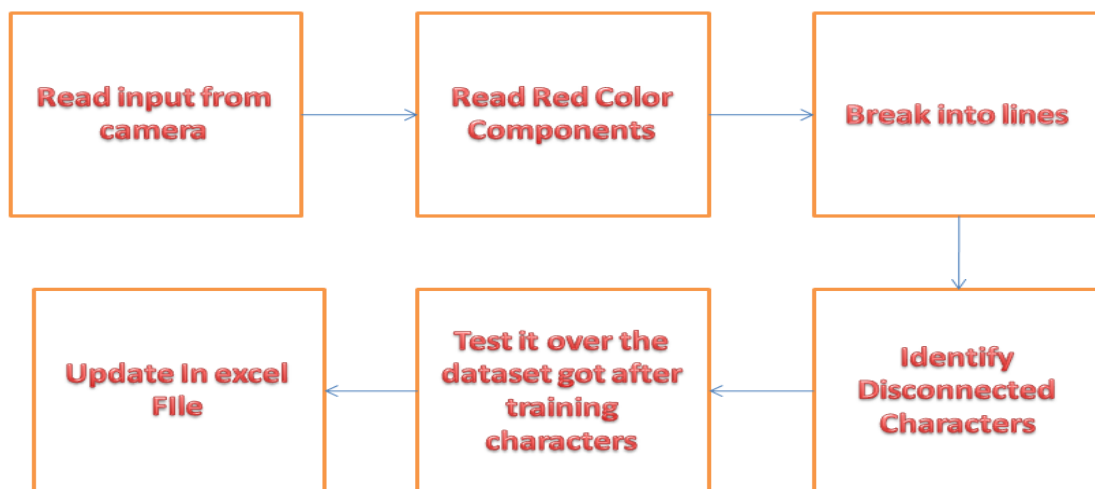 Read input from
camera
Read Red Color
Components
Break into lines
Identify
Disconnected
Characters
Test it over the
dataset got after
training
characters
Update In excel
FIle